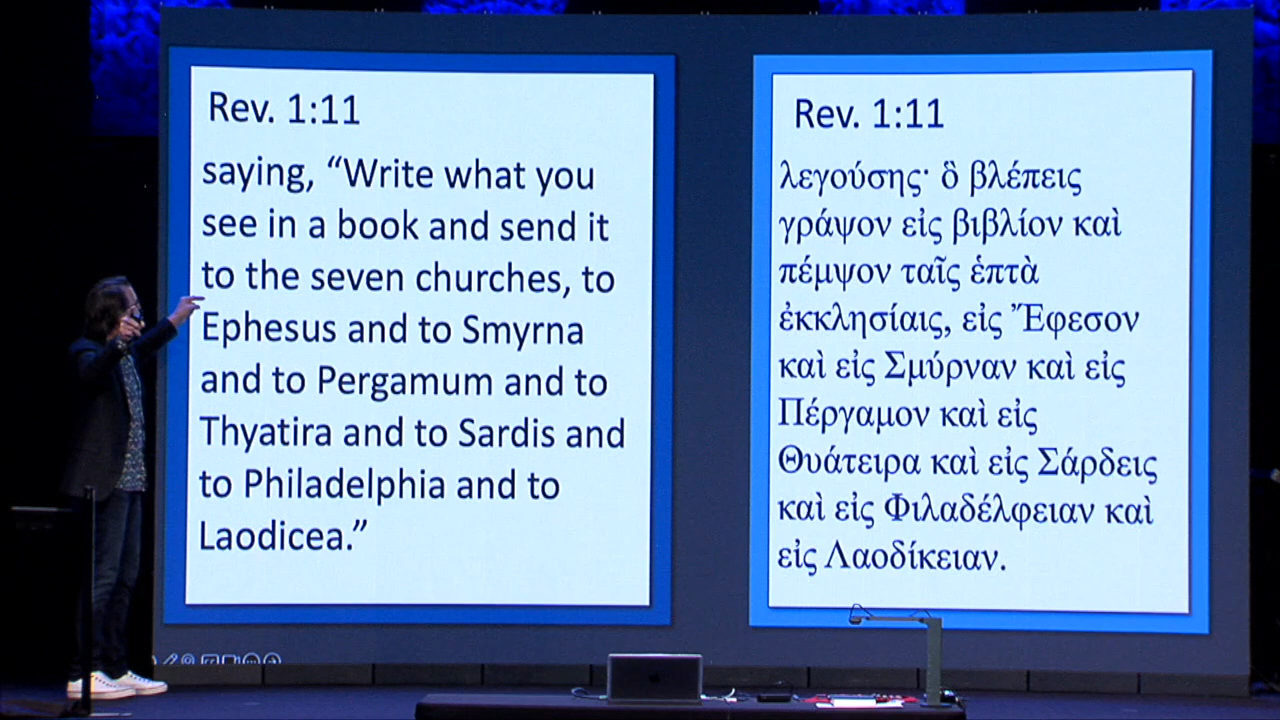 Rev. 1:11
saying, “Write what you
see in a book and send it
to the seven churches, to
Ephesus and to Smyrna
and to Pergamum and to
Thyatira and to Sardis and
to Philadelphia and to
Laodicea.”
Rev. 1:11
λεγούσης· ὃ βλέπεις
γράψον εἰς βιβλίον καὶ
πέμψον ταῖς ἑπτὰ
ἐκκλησίαις, εἰς Ἔφεσον
καὶ εἰς Σμύρναν καὶ εἰς
Πέργαμον καὶ εἰς
Θυάτειρα καὶ εἰς Σάρδεις
καὶ εἰς Φιλαδέλφειαν καὶ
εἰς Λαοδίκειαν.